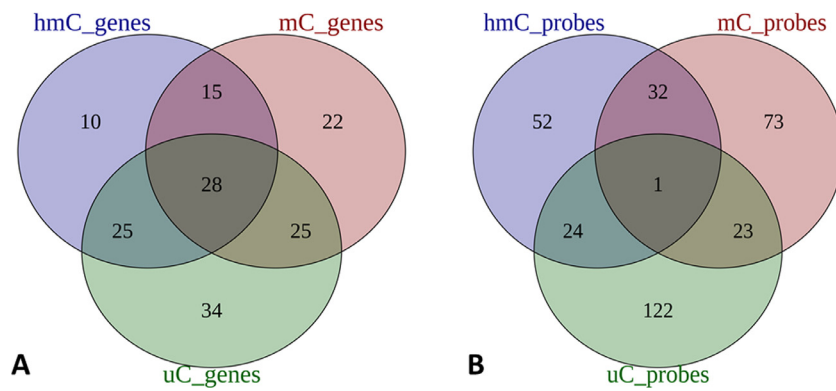 hmC_genes mC_genes
15
10 22
28
25 25
34
A uC_genes
hmC_probes mC_probes
32
52 73
1
24 23
122
B uC_probes